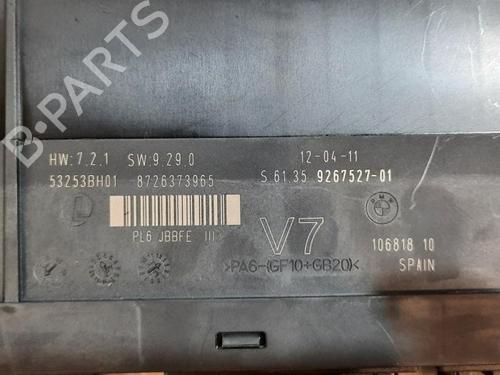 B-PARTS
HW:7.2.1 SW:9.29.0 12-04-11
53253BH01 8726373965 S 61.35 9267527-01
BMW
PL6 JBBFE III V7 106818 10
>PA6-(GF10+GB20)< SPAIN